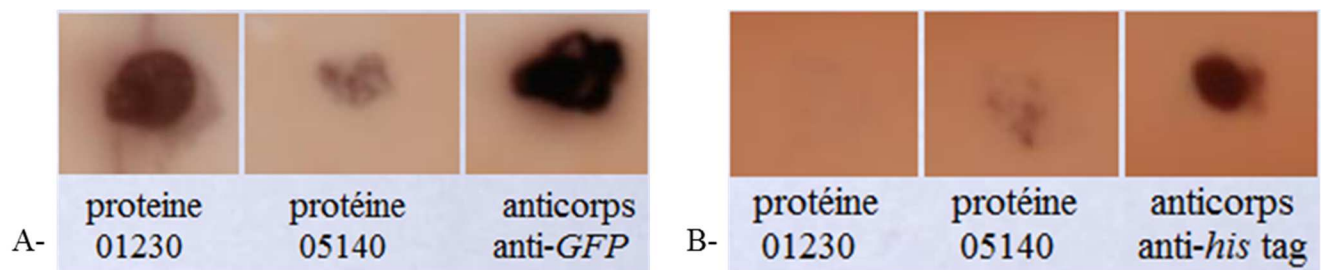 proteine
01230
protéine
05140
anticorps
anti-GFP
A-
protéine
01230
protéine
05140
anticorps
anti-his tag
B-